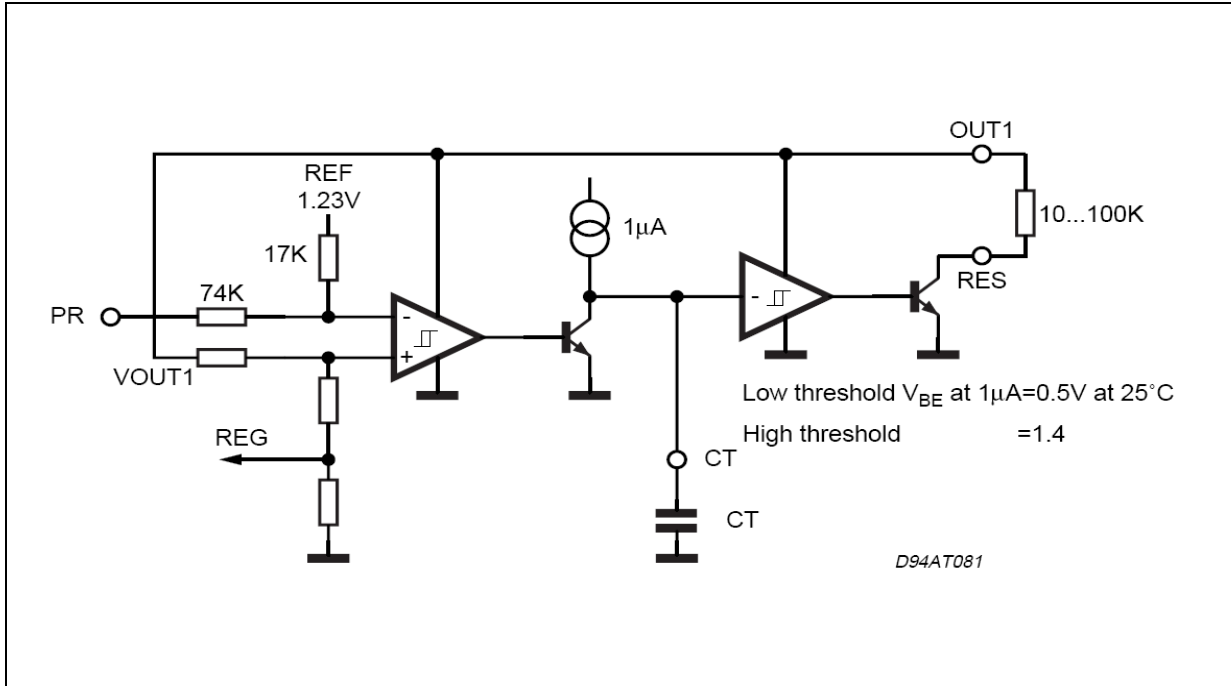 OUT1
REF
1.23V
1μA
10...100K
17K
RES
74K
PR
-
-
+
VOUT1
Low threshold VBE at 1μA=0.5V at 25°C
High threshold =1.4
REG
CT
CT
D94AT081